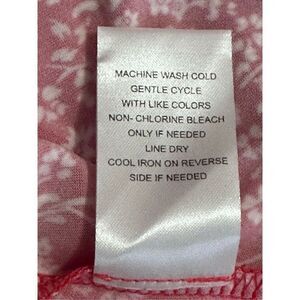 MACHINE WASH COLD
GENTLE CYCLE
WITH LIKE COLORS
NON- CHLORINE BLEACH
ONLY IF NEEDED
LINE DRY
COOL IRON ON REVERSE
SIDE IF NEEDED